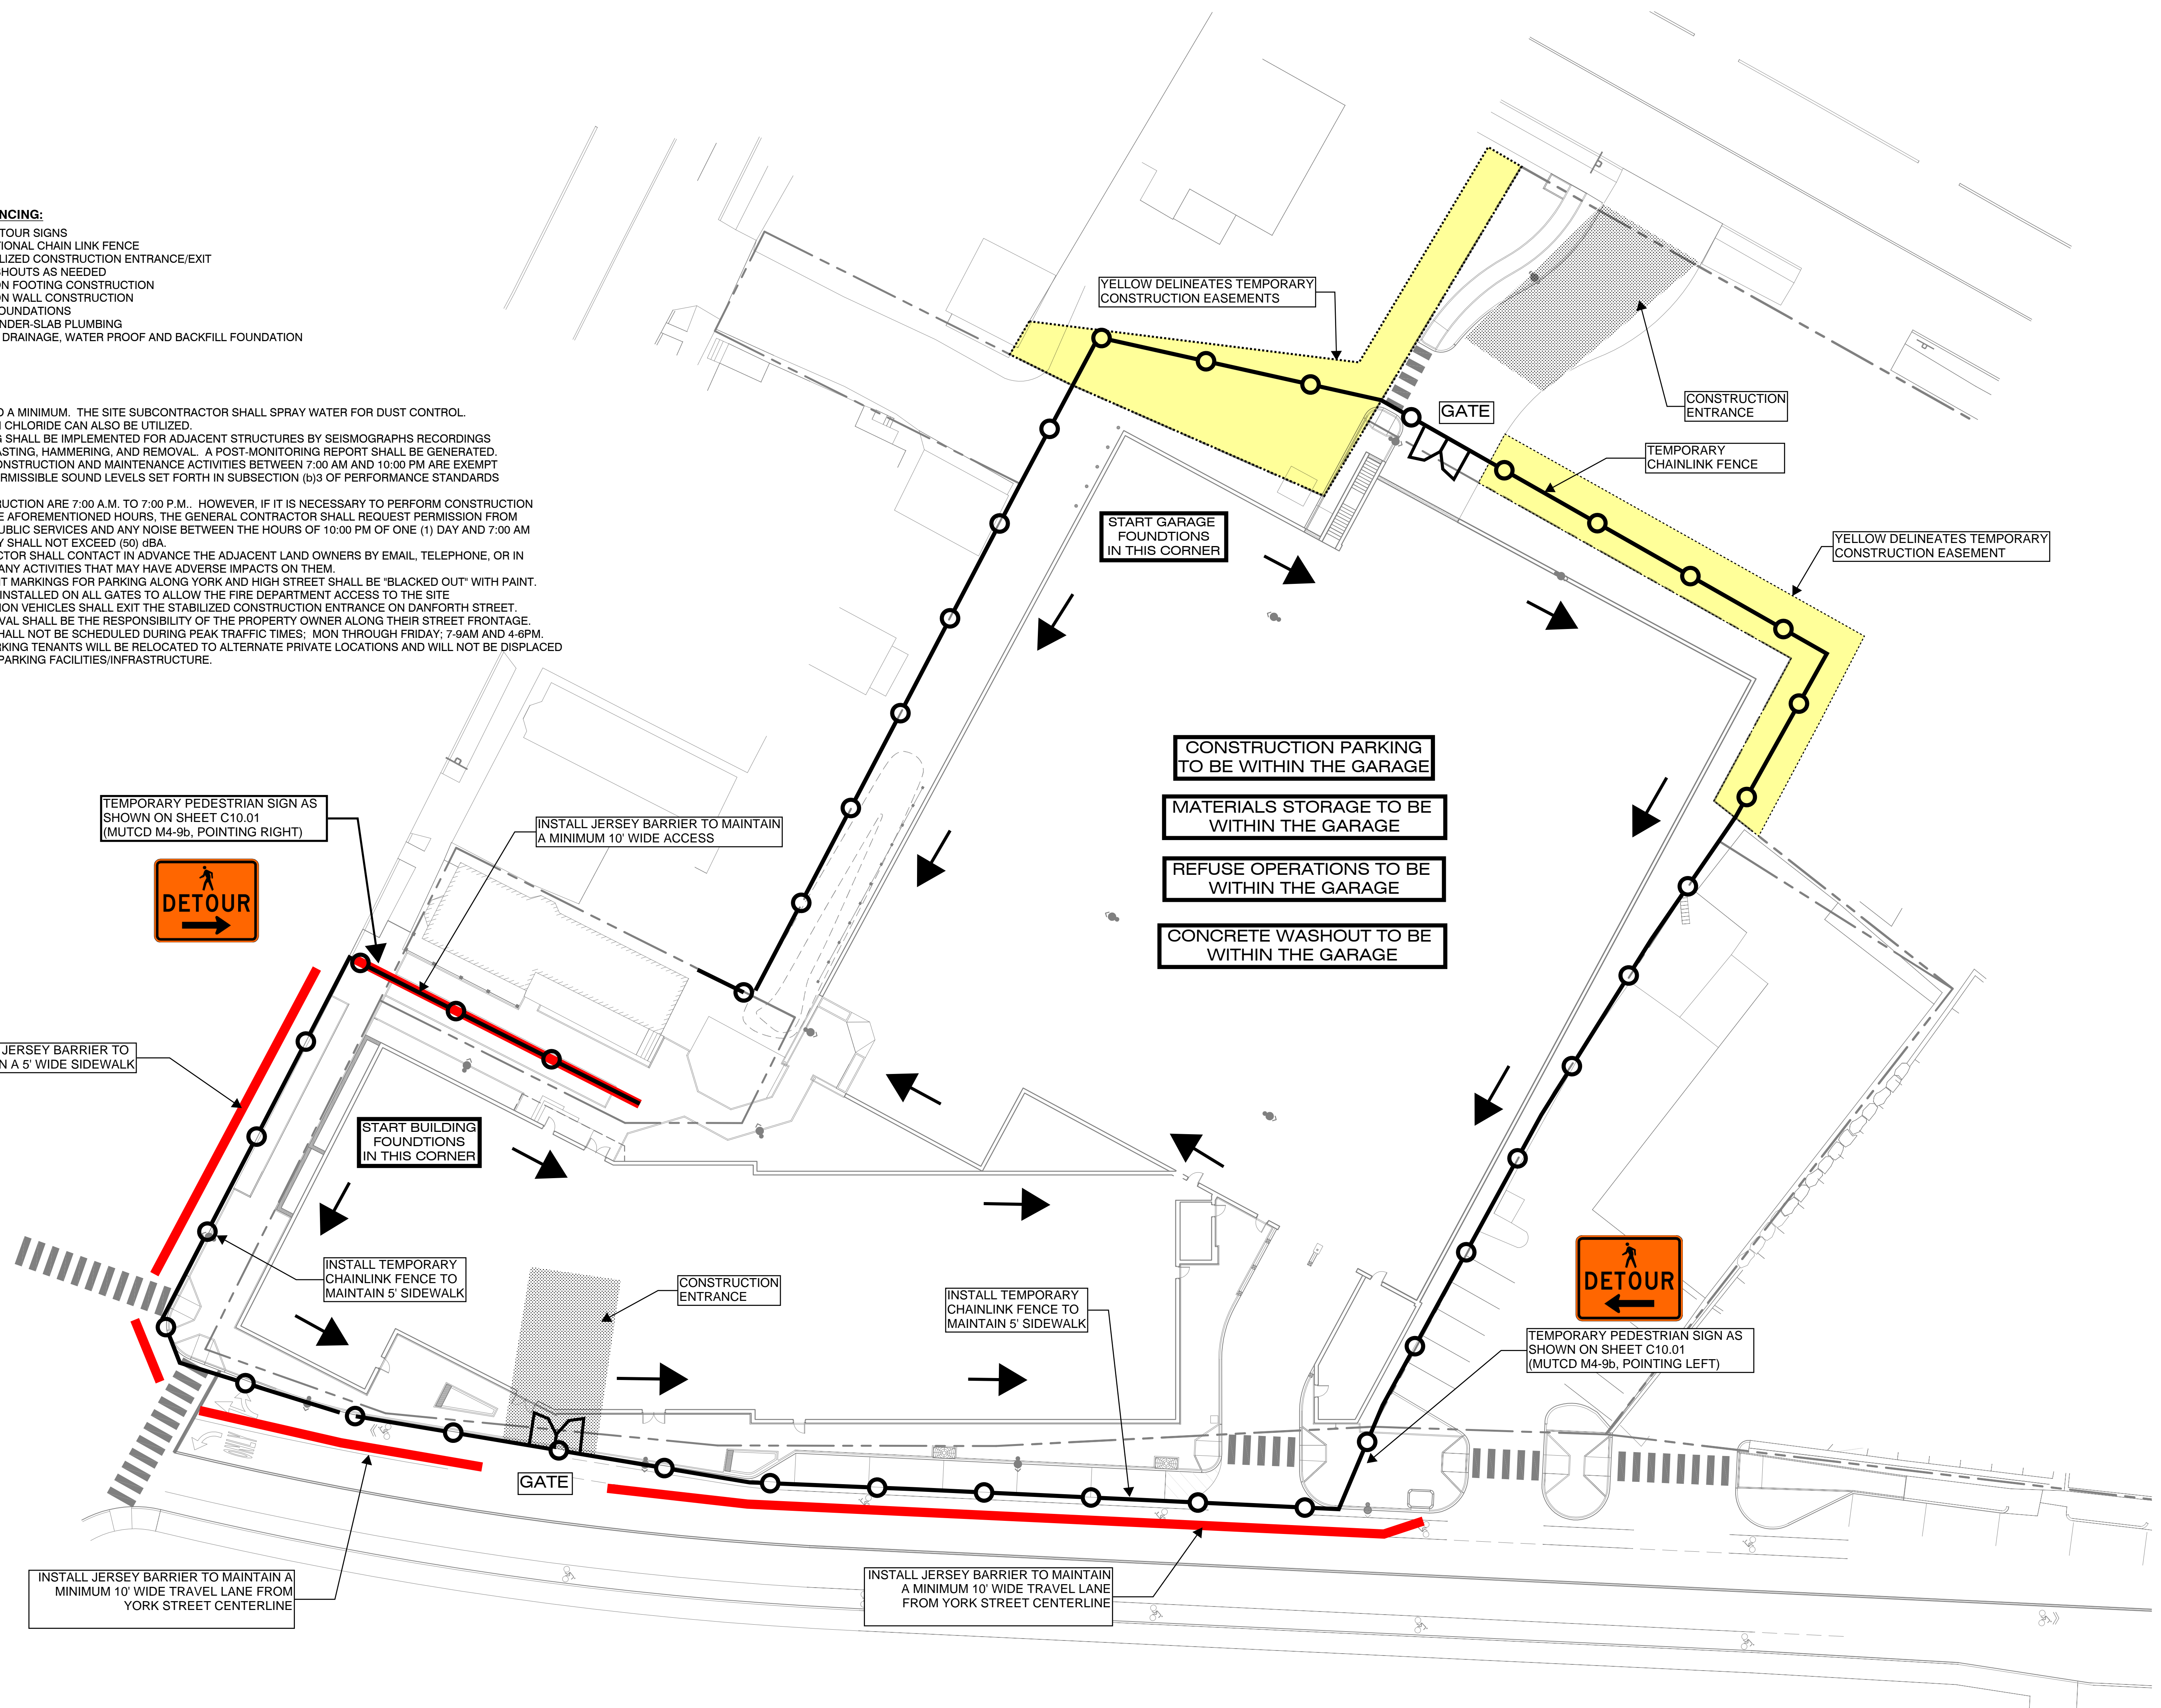 NCING:
TOUR SIGNS
TIONAL CHAIN LINK FENCE
LIZED CONSTRUCTION ENTRANCE/EXIT
SHOUTS AS NEEDED
ON FOOTING CONSTRUCTION
ON WALL CONSTRUCTION
OUNDATIONS
NDER-SLAB PLUMBING
DRAINAGE, WATER PROOF AND BACKFILL FOUNDATION
O A MINIMUM. THE SITE SUBCONTRACTOR SHALL SPRAY WATER FOR DUST CONTROL.
CHLORIDE CAN ALSO BE UTILIZED.
G SHALL BE IMPLEMENTED FOR ADJACENT STRUCTURES BY SEISMOGRAPHS RECORDINGS
ASTING, HAMMERING, AND REMOVAL. A POST-MONITORING REPORT SHALL BE GENERATED.
ONSTRUCTION AND MAINTENANCE ACTIVITIES BETWEEN 7:00 AM AND 10:00 PM ARE EXEMPT
RMISSIBLE SOUND LEVELS SET FORTH IN SUBSECTION (b)3 OF PERFORMANCE STANDARDS
RUCTION ARE 7:00 A.M. TO 7:00 P.M.. HOWEVER, IF IT IS NECESSARY TO PERFORM CONSTRUCTION
E AFOREMENTIONED HOURS, THE GENERAL CONTRACTOR SHALL REQUEST PERMISSION FROM
UBLIC SERVICES AND ANY NOISE BETWEEN THE HOURS OF 10:00 PM OF ONE (1) DAY AND 7:00 AM
Y SHALL NOT EXCEED (50) dBA.
CTOR SHALL CONTACT IN ADVANCE THE ADJACENT LAND OWNERS BY EMAIL, TELEPHONE, OR IN
ANY ACTIVITIES THAT MAY HAVE ADVERSE IMPACTS ON THEM.
T MARKINGS FOR PARKING ALONG YORK AND HIGH STREET SHALL BE "BLACKED OUT" WITH PAINT.
INSTALLED ON ALL GATES TO ALLOW THE FIRE DEPARTMENT ACCESS TO THE SITE
ION VEHICLES SHALL EXIT THE STABILIZED CONSTRUCTION ENTRANCE ON DANFORTH STREET.
VAL SHALL BE THE RESPONSIBILITY OF THE PROPERTY OWNER ALONG THEIR STREET FRONTAGE.
HALL NOT BE SCHEDULED DURING PEAK TRAFFIC TIMES; MON THROUGH FRIDAY; 7-9AM AND 4-6PM.
RKING TENANTS WILL BE RELOCATED TO ALTERNATE PRIVATE LOCATIONS AND WILL NOT BE DISPLACED
PARKING FACILITIES/INFRASTRUCTURE.
YELLOW DELINEATES TEMPORARY
CONSTRUCTION EASEMENTS
GATE
CONSTRUCTION
ENTRANCE
TEMPORARY
CHAINLINK FENCE
YELLOW DELINEATES TEMPORARY
CONSTRUCTION EASEMENT
START GARAGE
FOUNDTIONS
IN THIS CORNER
CONSTRUCTION PARKING
TO BE WITHIN THE GARAGE
MATERIALS STORAGE TO BE
WITHIN THE GARAGE
REFUSE OPERATIONS TO BE
WITHIN THE GARAGE
CONCRETE WASHOUT TO BE
WITHIN THE GARAGE
TEMPORARY PEDESTRIAN SIGN AS
SHOWN ON SHEET C10.01
(MUTCD M4-9b, POINTING RIGHT)
DETOUR
INSTALL JERSEY BARRIER TO MAINTAIN
A MINIMUM 10' WIDE ACCESS
JERSEY BARRIER TO
N A 5' WIDE SIDEWALK
START BUILDING
FOUNDTIONS
IN THIS CORNER
INSTALL TEMPORARY
CHAINLINK FENCE TO
MAINTAIN 5' SIDEWALK
CONSTRUCTION
ENTRANCE
INSTALL TEMPORARY
CHAINLINK FENCE TO
MAINTAIN 5' SIDEWALK
DETOUR
TEMPORARY PEDESTRIAN SIGN AS
SHOWN ON SHEET C10.01
(MUTCD M4-9b, POINTING LEFT)
GATE
INSTALL JERSEY BARRIER TO MAINTAIN A
MINIMUM 10' WIDE TRAVEL LANE FROM
YORK STREET CENTERLINE
INSTALL JERSEY BARRIER TO MAINTAIN
A MINIMUM 10' WIDE TRAVEL LANE
FROM YORK STREET CENTERLINE